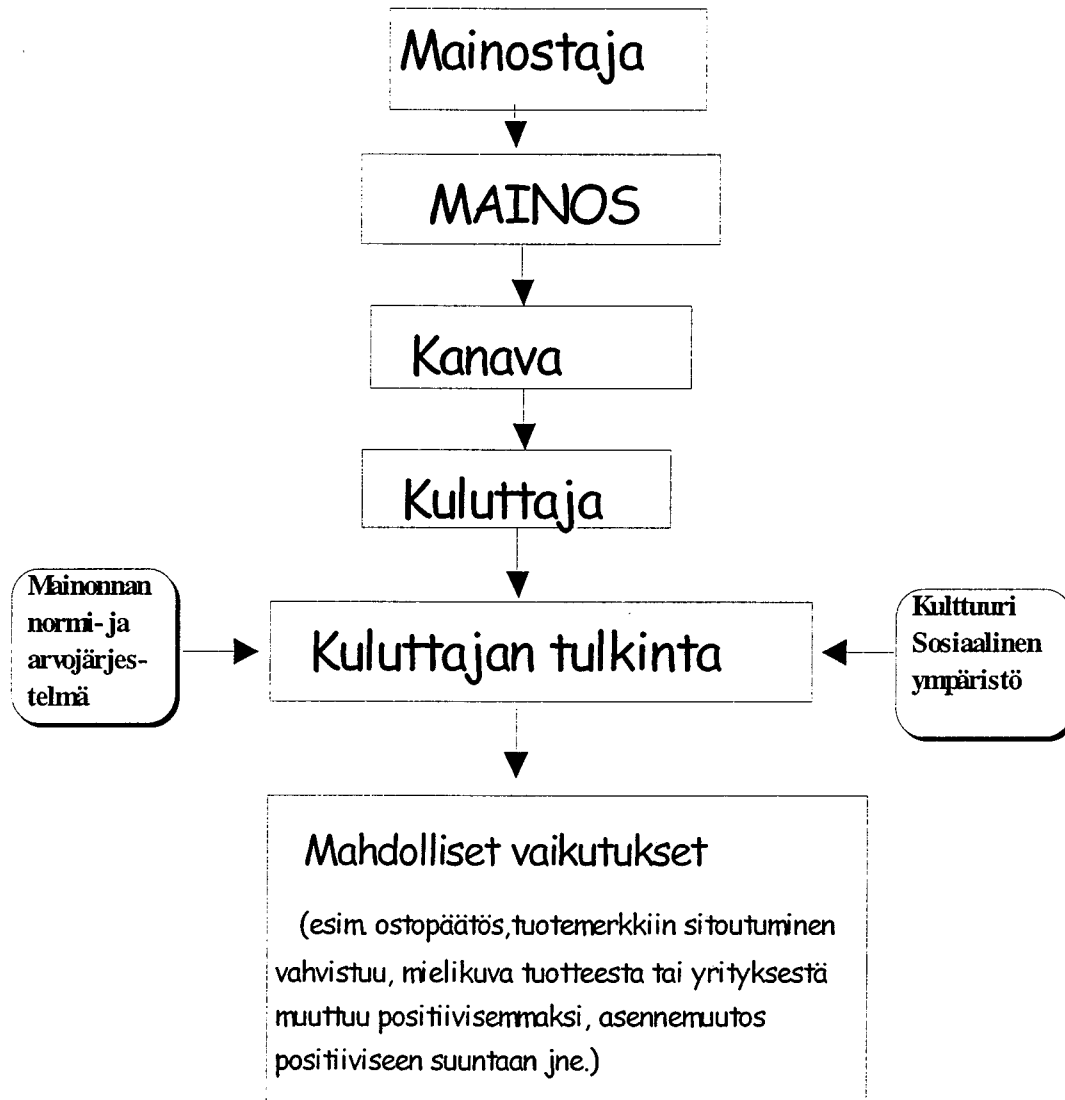 Mainostaja
MAINOS
Kanava
Kuluttaja
Mainonnan
normi- ja
arvojärjes-
telmä
Kuluttajan tulkinta
Kulttuuri
Sosiaalinen
ympäristö
Mahdolliset vaikutukset
(esim. ostopäätös,tuotemerkkiin sitoutuminen
vahvistuu, mielikuva tuotteesta tai yrityksestä
muuttuu positiivisemmaksi, asennemuutos
positiiviseen suuntaan jne.)